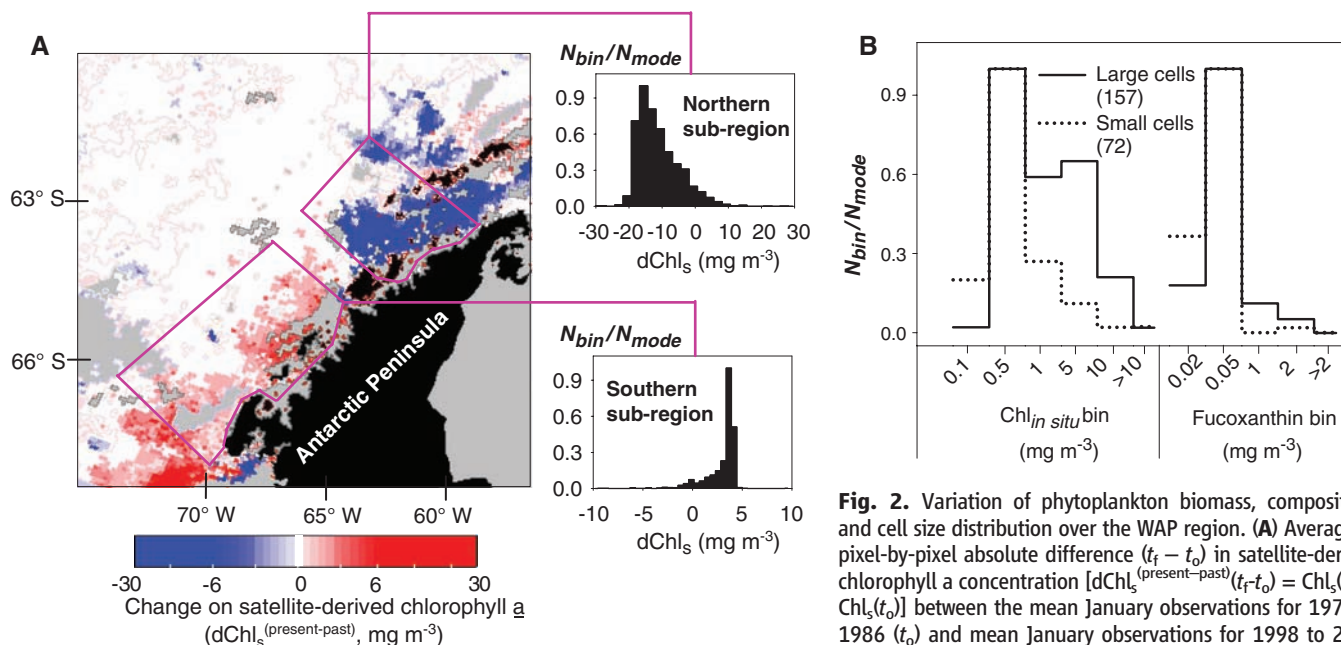 A
N_bin/N_mode
0.9
0.6
0.3
0.0
Northern
sub-region
-30 -20 -10 0 10 20 30
dChl_s (mg m^-3)
63° S
66° S
Antarctic Peninsula
N_bin/N_mode
0.9
0.6
0.3
0.0
Southern
sub-region
-10 -5 0 5 10
dChl_s (mg m^-3)
70° W 65° W 60° W
-30 -6 0 6 30
Change on satellite-derived chlorophyll a
(dChl_s^(present-past), mg m^-3)
B
N_bin/N_mode
0.9
0.6
0.3
0.0
Large cells
(157)
Small cells
(72)
0.1 0.5 1 5 10 >10
Chl_in situ bin
(mg m^-3)
0.02 0.05 1 2 >2
Fucoxanthin bin
(mg m^-3)
Fig. 2. Variation of phytoplankton biomass, composit
and cell size distribution over the WAP region. (A) Averag
pixel-by-pixel absolute difference (t_f − t_o) in satellite-der
chlorophyll a concentration [dChl_s^(present−past)(t_f-t_o) = Chl_s(
Chl_s(t_o)] between the mean January observations for 197
1986 (t_o) and mean January observations for 1998 to 2